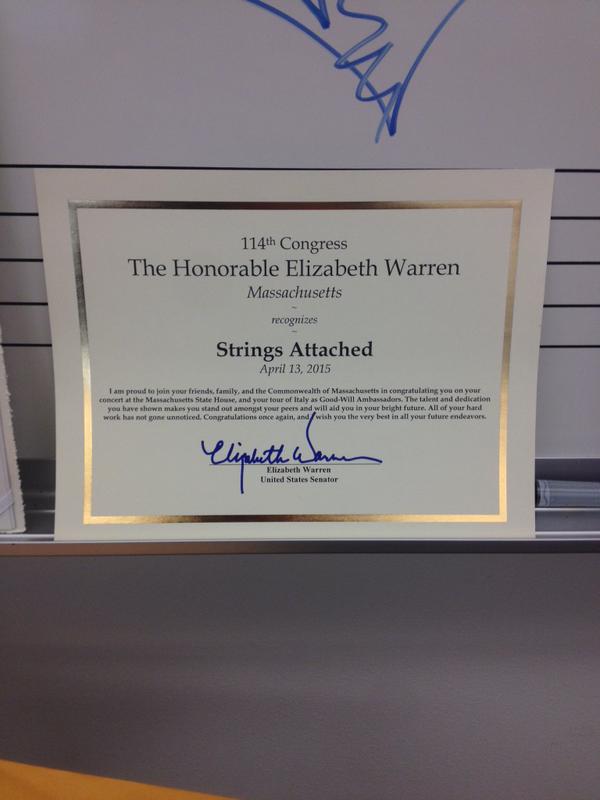 114th Congress
The Honorable Elizabeth Warren
Massachusetts
~
recognizes
~
Strings Attached
April 13, 2015
I am proud to join your friends, family, and the Commonwealth of Massachusetts in congratulating you on your
concert at the Massachusetts State House, and your tour of Italy as Good-Will Ambassadors. The talent and dedication
you have shown makes you stand out amongst your peers and will aid you in your bright future. All of your hard
work has not gone unnoticed. Congratulations once again, and I wish you the very best in all your future endeavors.
Elizabeth Warren
Elizabeth Warren
United States Senator